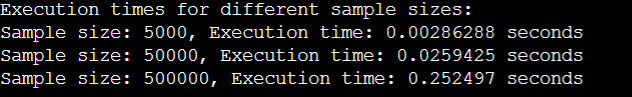 Execution times for different sample sizes:
Sample size: 5000, Execution time: 0.00286288 seconds
Sample size: 50000, Execution time: 0.0259425 seconds
Sample size: 500000, Execution time: 0.252497 seconds